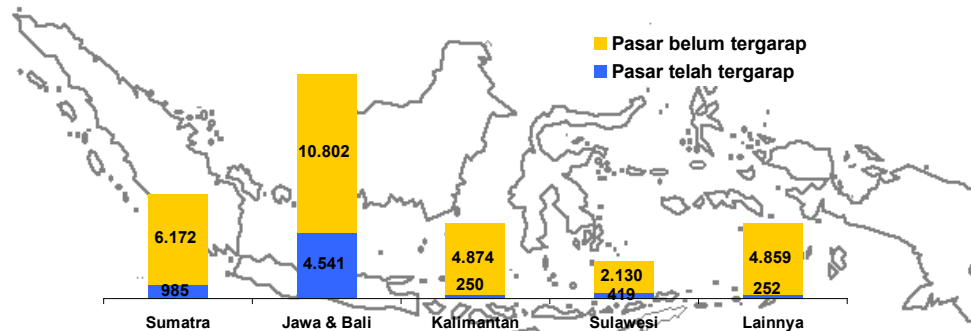 Pasar belum tergarap
Pasar telah tergarap
10.802
6.172
4.541
4.874
4.859
2.130
985
250
419
252
Sumatra
Jawa & Bali
Kalimantan
Sulawesi
Lainnya